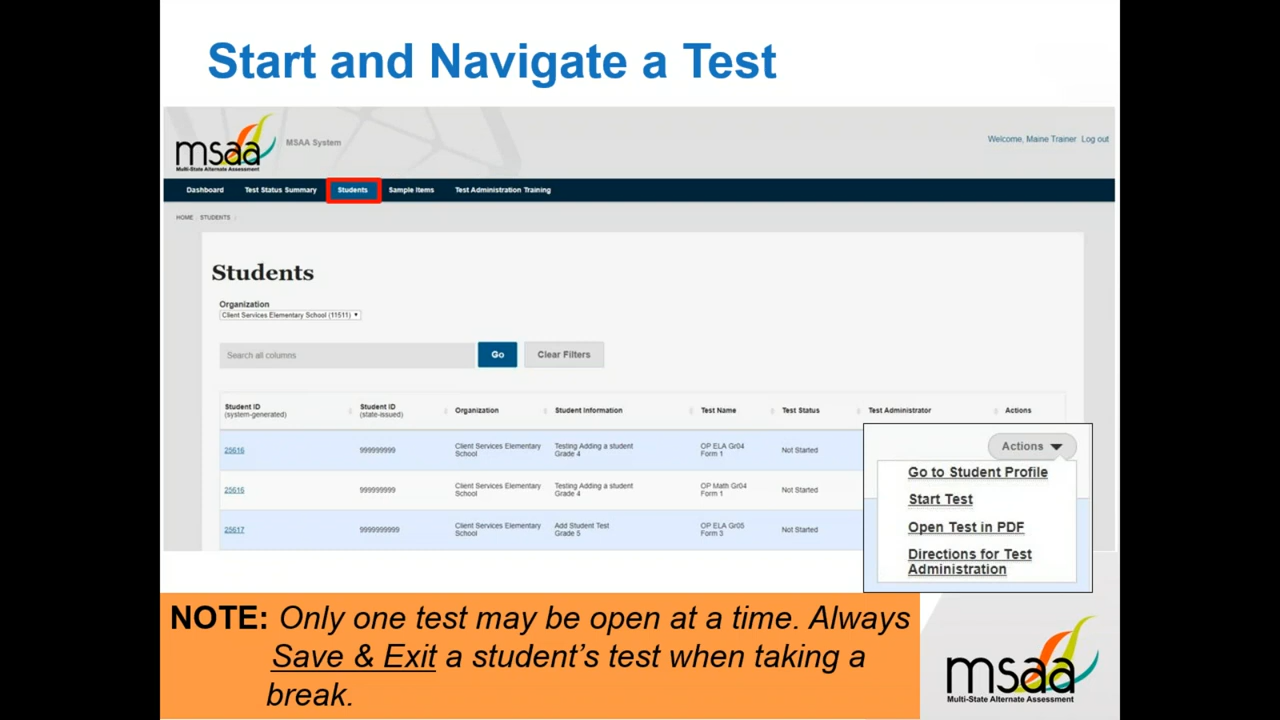 Start and Navigate a Test
msaa
Multi-State Alternate Assessment
MSAA System
Welcome, Maine Trainer Log out
Dashboard Test Status Summary Students Sample Items Test Administration Training
HOME / STUDENTS /
Students
Organization
Client Services Elementary School (11511)
Search all columns Go Clear Filters
Student ID (system-generated) Student ID (state-issued) Organization Student Information Test Name Test Status Test Administrator Actions
25616 999999999 Client Services Elementary School Testing Adding a student Grade 4 OP ELA Gr04 Form 1 Not Started
25616 999999999 Client Services Elementary School Testing Adding a student Grade 4 OP Math Gr04 Form 1 Not Started
25617 9999999999 Client Services Elementary School Add Student Test Grade 5 OP ELA Gr05 Form 3 Not Started
Actions
Go to Student Profile
Start Test
Open Test in PDF
Directions for Test
Administration
NOTE: Only one test may be open at a time. Always
Save & Exit a student’s test when taking a
break.
msaa
Multi-State Alternate Assessment